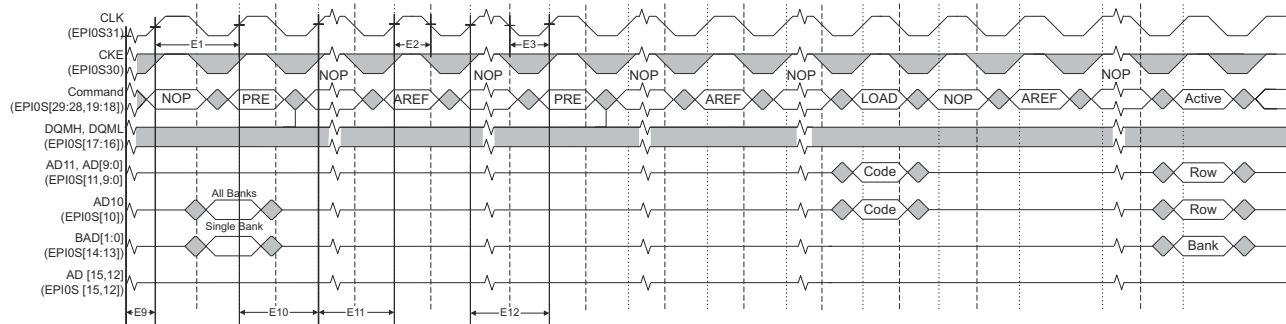 CLK
(EPI0S31)
E1
E2
E3
CKE
(EPI0S30)
NOP
NOP
NOP
NOP
NOP
Command
(EPI0S[29:28,19:18])
NOP
PRE
AREF
PRE
AREF
LOAD
NOP
AREF
Active
DQMH, DQML
(EPI0S[17:16])
AD11, AD[9:0]
(EPI0S[11,9:0])
Code
Row
All Banks
AD10
(EPI0S[10])
Code
Row
Single Bank
BAD[1:0]
(EPI0S[14:13])
Bank
AD [15,12]
(EPI0S [15,12])
E9
E10
E11
E12